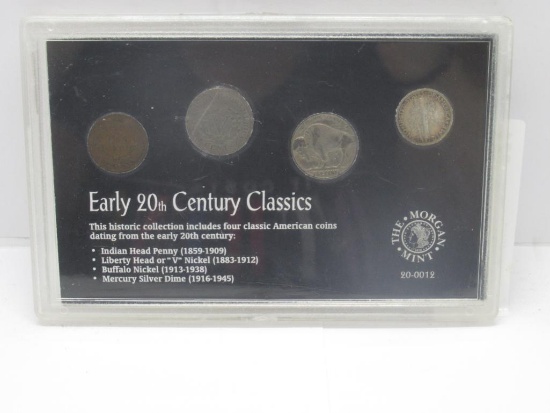 Early 20th Century Classics
This historic collection includes four classic American coins
dating from the early 20th century:
• Indian Head Penny (1859-1909)
• Liberty Head or "V" Nickel (1883-1912)
• Buffalo Nickel (1913-1938)
• Mercury Silver Dime (1916-1945)
THE • MORGAN • MINT •
20-0012